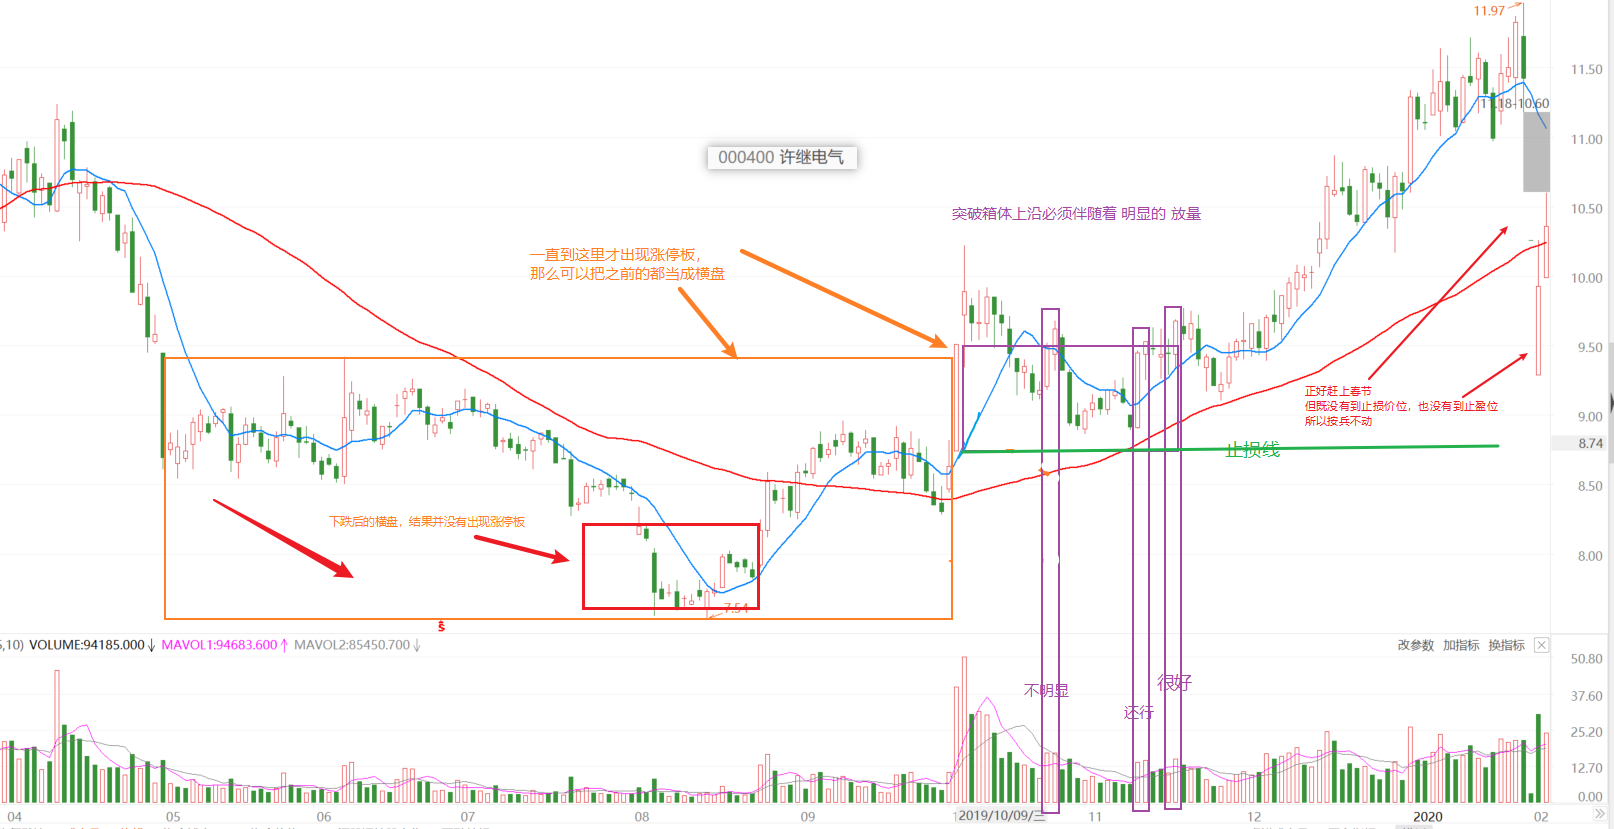 11.97
11.50
11.18-10.60
11.00
000400 许继电气
突破箱体上沿必须伴随着 明显的 放量
10.50
一直到这里才出现涨停板，
那么可以把之前的都当成横盘
10.00
9.50
正好赶上春节
但既没有到止损价位，也没有到止盈位
所以按兵不动
9.00
8.74
止损线
8.50
下跌后的横盘，结果并没有出现涨停板
8.00
7.54
,10) VOLUME:94185.000↓ MAVOL1:94683.600↑ MAVOL2:85450.700↓
改参数 加指标 换指标
50.80
不明显
很好
还行
37.60
25.20
12.70
0.00
04 05 06 07 08 09 2019/10/09/三 11 12 2020 02